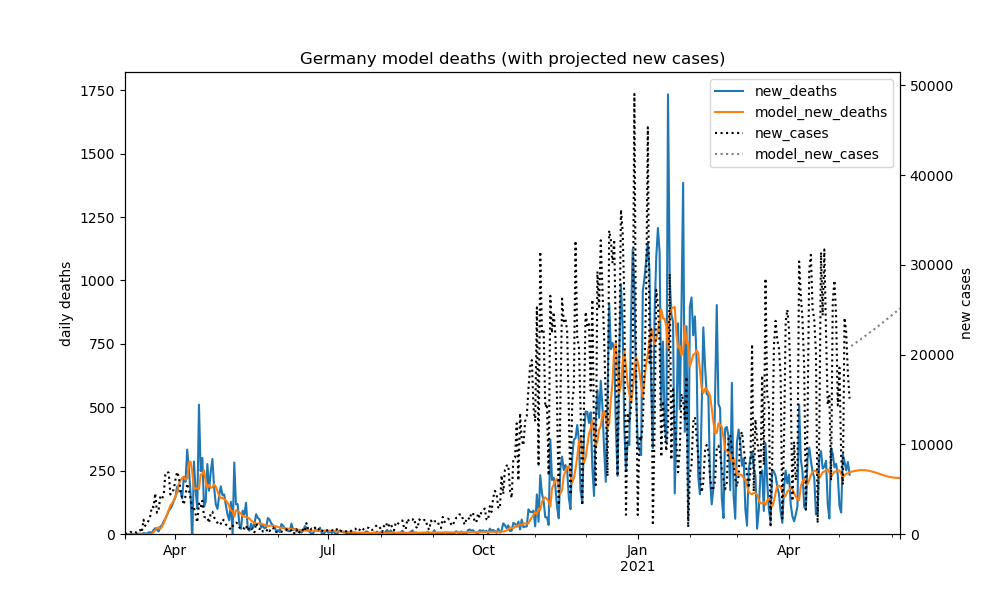 Germany model deaths (with projected new cases)
new_deaths
model_new_deaths
new_cases
model_new_cases
daily deaths
1750
1500
1250
1000
750
500
250
0
new cases
50000
40000
30000
20000
10000
0
Apr
Jul
Oct
Jan
2021
Apr